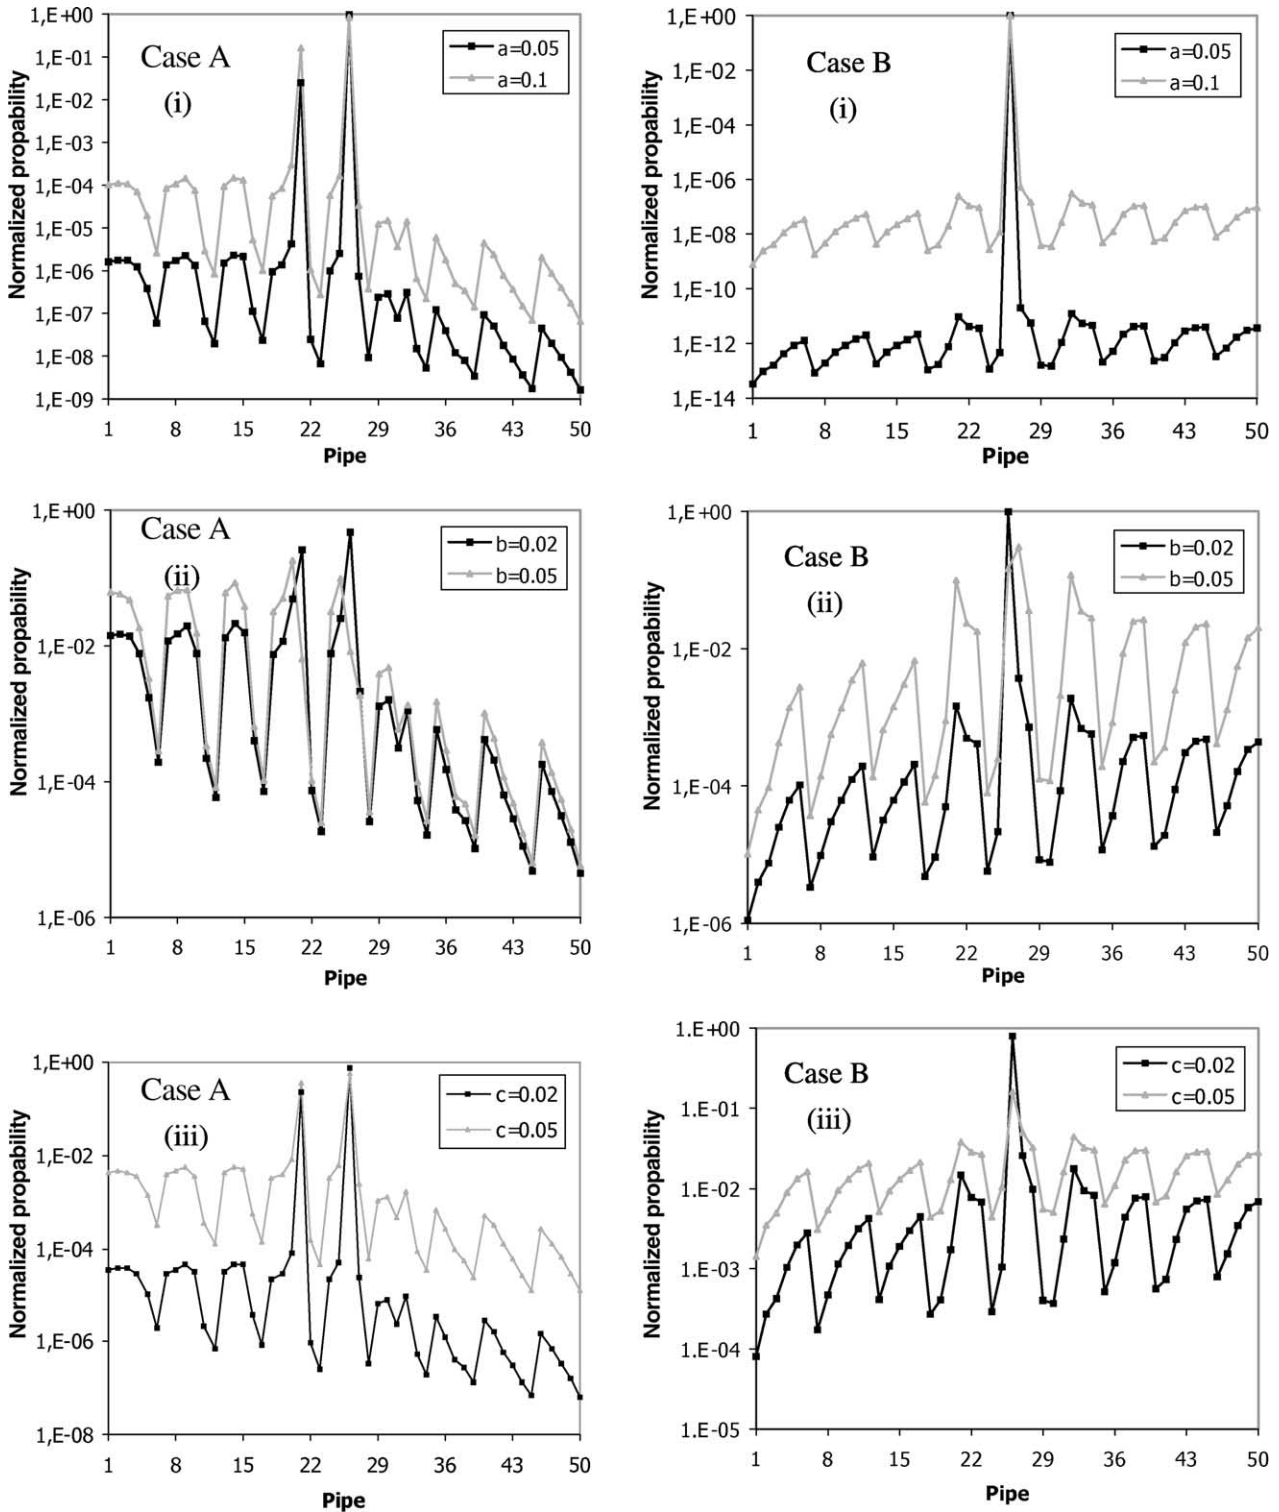 Case A
(i)
a=0.05
a=0.1
Normalized propability
1,E+00
1,E-01
1,E-02
1,E-03
1,E-04
1,E-05
1,E-06
1,E-07
1,E-08
1,E-09
1 8 15 22 29 36 43 50
Pipe
Case B
(i)
a=0.05
a=0.1
Normalized propability
1,E+00
1,E-02
1,E-04
1,E-06
1,E-08
1,E-10
1,E-12
1,E-14
1 8 15 22 29 36 43 50
Pipe
Case A
(ii)
b=0.02
b=0.05
Normalized propability
1,E+00
1,E-02
1,E-04
1,E-06
1 8 15 22 29 36 43 50
Pipe
Case B
(ii)
b=0.02
b=0.05
Normalized propability
1,E+00
1,E-02
1,E-04
1,E-06
1 8 15 22 29 36 43 50
Pipe
Case A
(iii)
c=0.02
c=0.05
Normalized propability
1,E+00
1,E-02
1,E-04
1,E-06
1,E-08
1 8 15 22 29 36 43 50
Pipe
Case B
(iii)
c=0.02
c=0.05
Normalized propability
1.E+00
1.E-01
1.E-02
1.E-03
1.E-04
1.E-05
1 8 15 22 29 36 43 50
Pipe